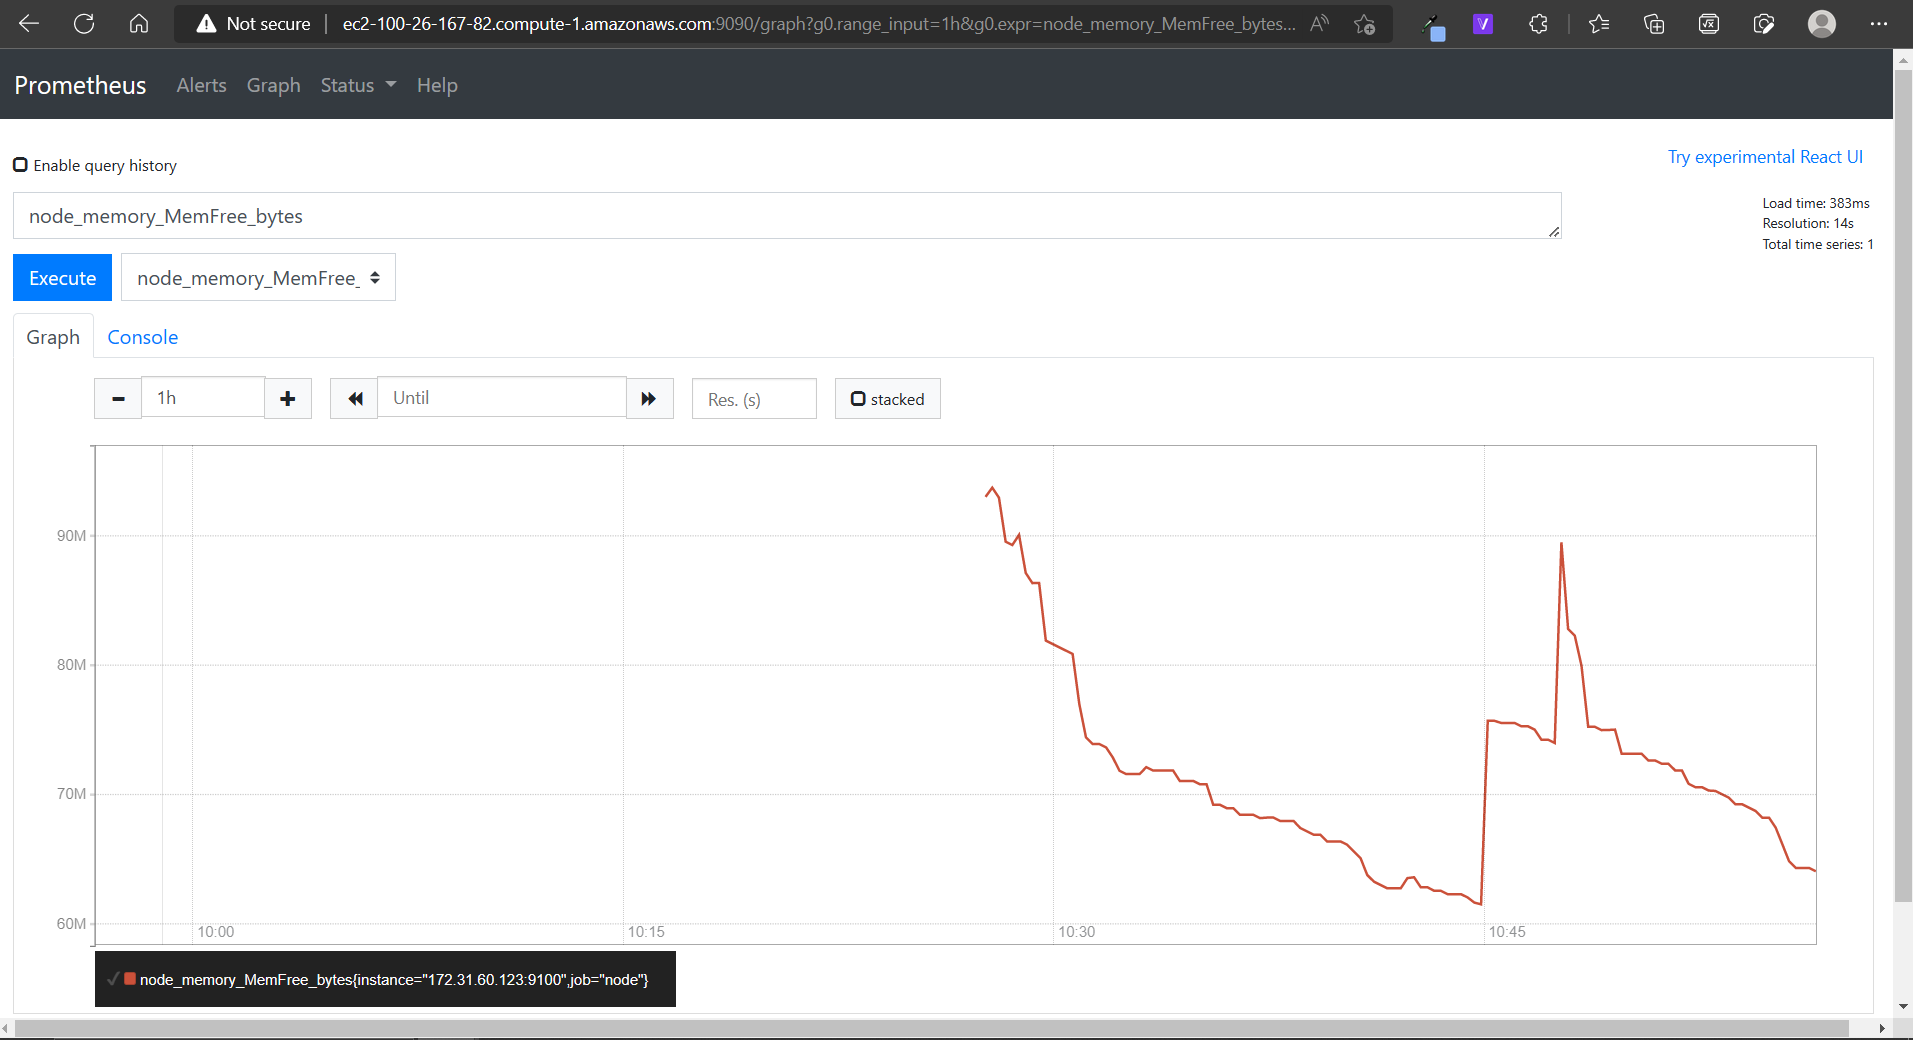 Not secure | ec2-100-26-167-82.compute-1.amazonaws.com:9090/graph?g0.range_input=1h&g0.expr=node_memory_MemFree_bytes...
Prometheus Alerts Graph Status Help
Enable query history
Try experimental React UI
node_memory_MemFree_bytes
Load time: 383ms
Resolution: 14s
Total time series: 1
Execute node_memory_MemFree_
Graph Console
1h Until Res. (s) stacked
90M
80M
70M
60M
10:00 10:15 10:30 10:45
node_memory_MemFree_bytes{instance="172.31.60.123:9100",job="node"}